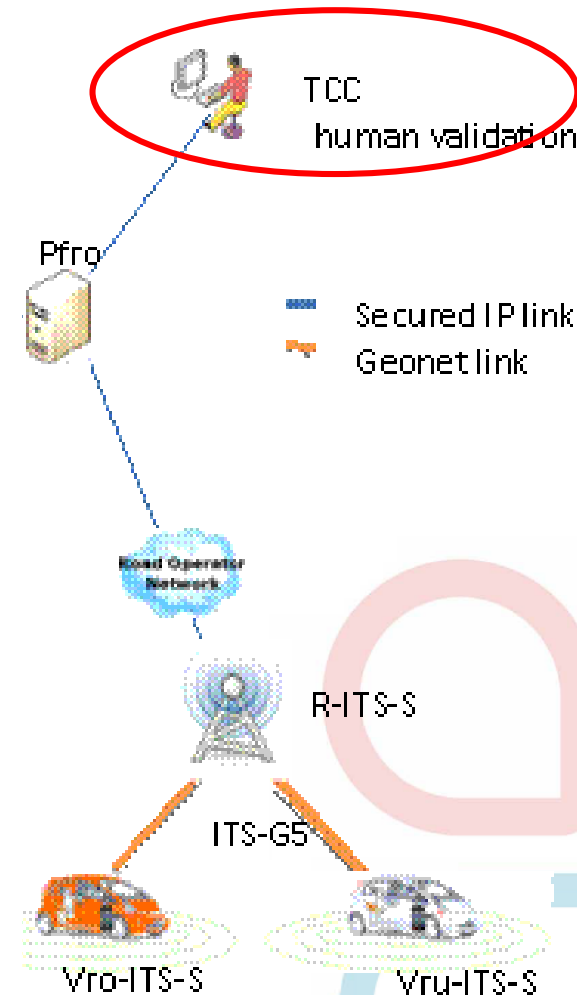 TCC
human validation
Pfro
Secured IP link
Geonet link
Road Operator
Network
R-ITS-S
ITS-G5
Vro-ITS-S
Vru-ITS-S